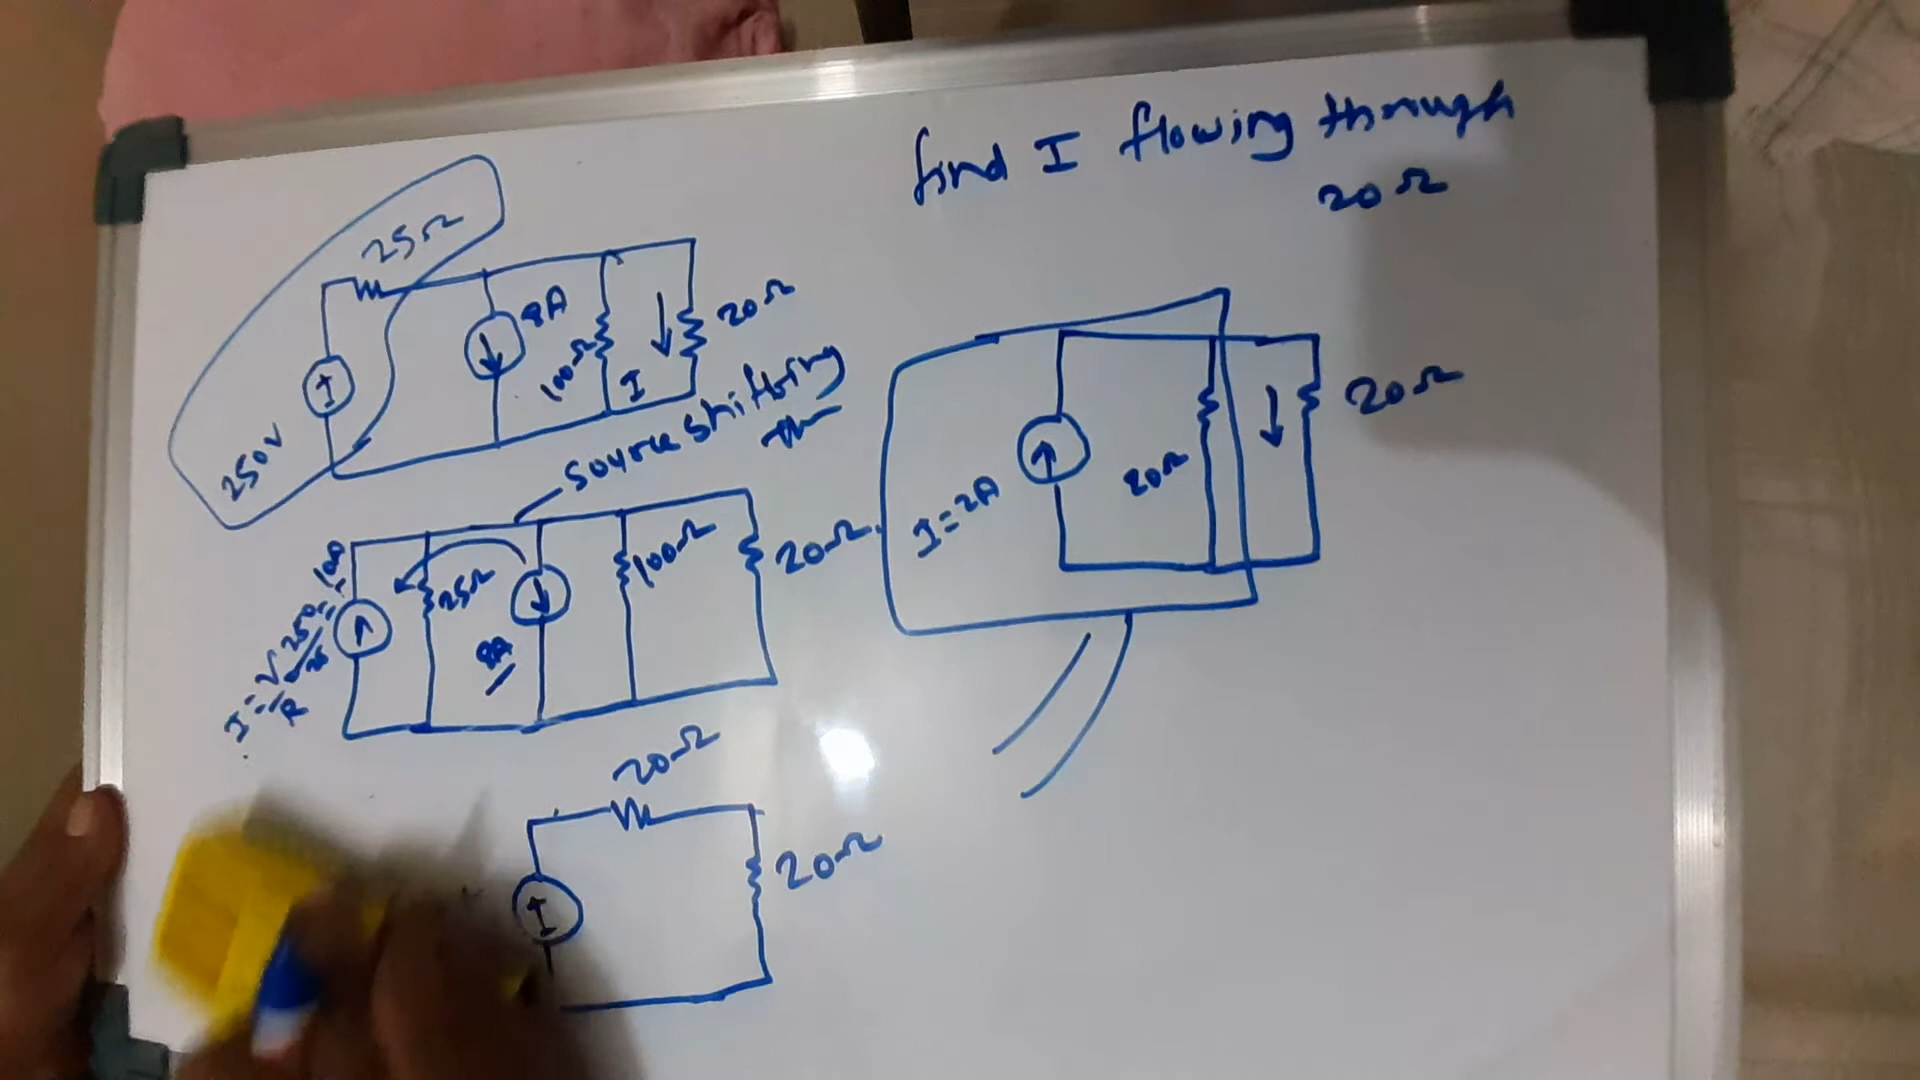 find I flowing through
20Ω
25Ω
250V
8A
100Ω
I
20Ω
source shifting
Th
I = V/R
250/25 = 10A
25Ω
8A
100Ω
20Ω
I = 2A
20Ω
20Ω
20Ω
20Ω